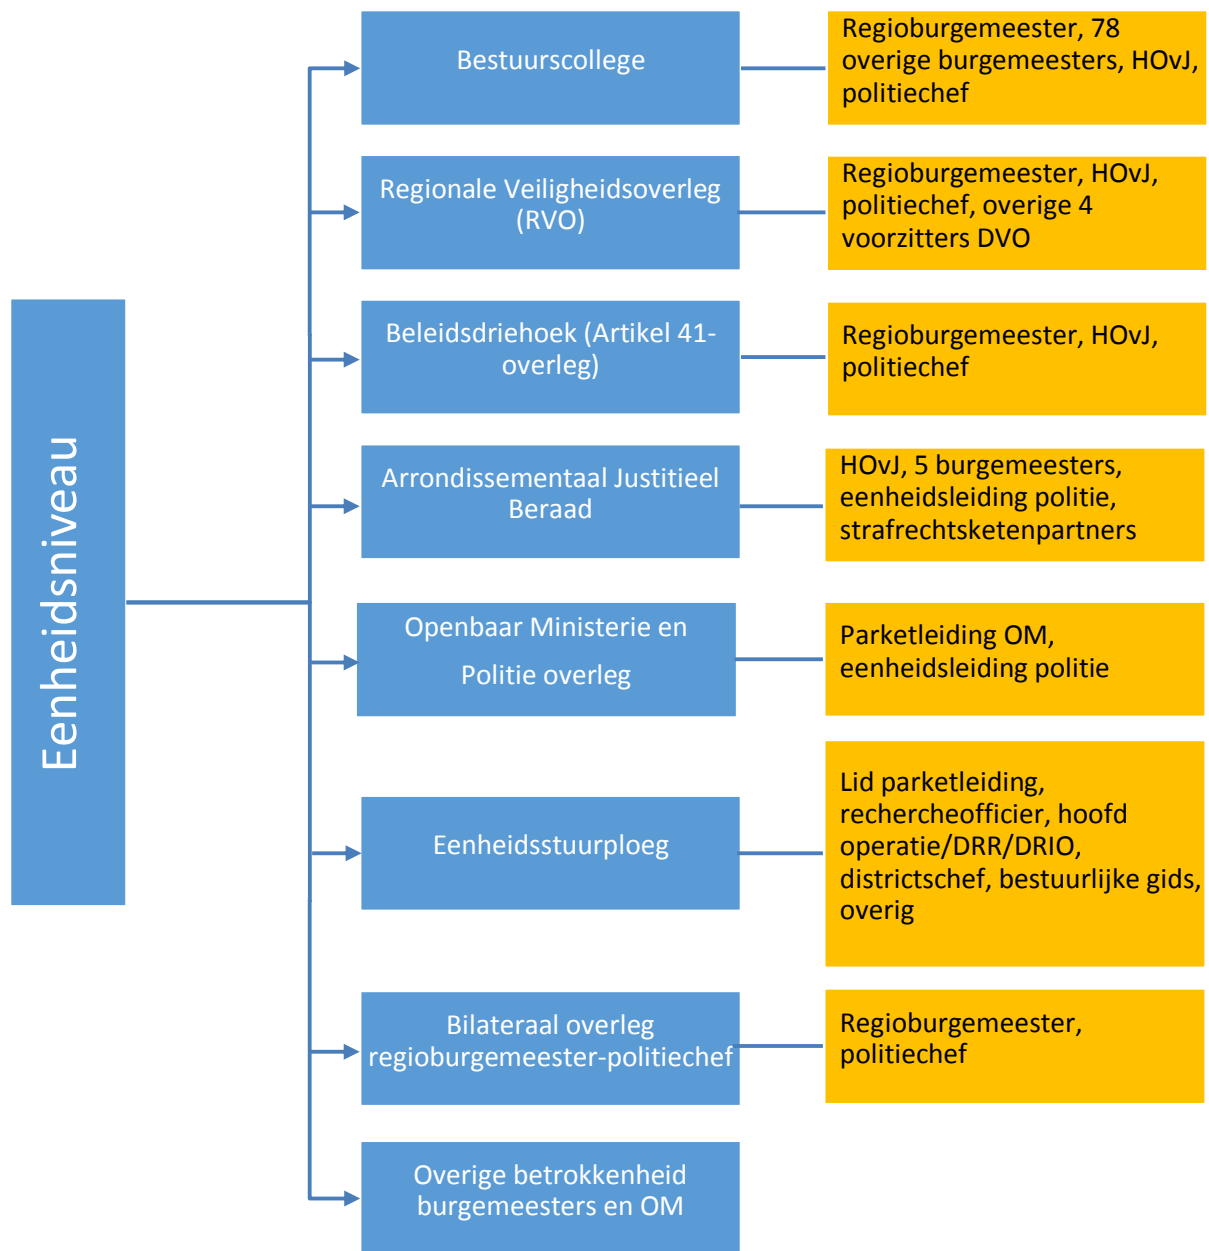 Eenheidsniveau
Bestuurscollege
Regioburgemeester, 78
overige burgemeesters, HOvJ,
politiechef
Regionale Veiligheidsoverleg
(RVO)
Regioburgemeester, HOvJ,
politiechef, overige 4
voorzitters DVO
Beleidsdriehoek (Artikel 41-
overleg)
Regioburgemeester, HOvJ,
politiechef
Arrondissementaal Justitieel
Beraad
HOvJ, 5 burgemeesters,
eenheidsleiding politie,
strafrechtsketenpartners
Openbaar Ministerie en
Politie overleg
Parketleiding OM,
eenheidsleiding politie
Eenheidsstuurploeg
Lid parketleiding,
rechercheofficier, hoofd
operatie/DRR/DRIO,
districtschef, bestuurlijke gids,
overig
Bilateraal overleg
regioburgemeester-politiechef
Regioburgemeester,
politiechef
Overige betrokkenheid
burgemeesters en OM